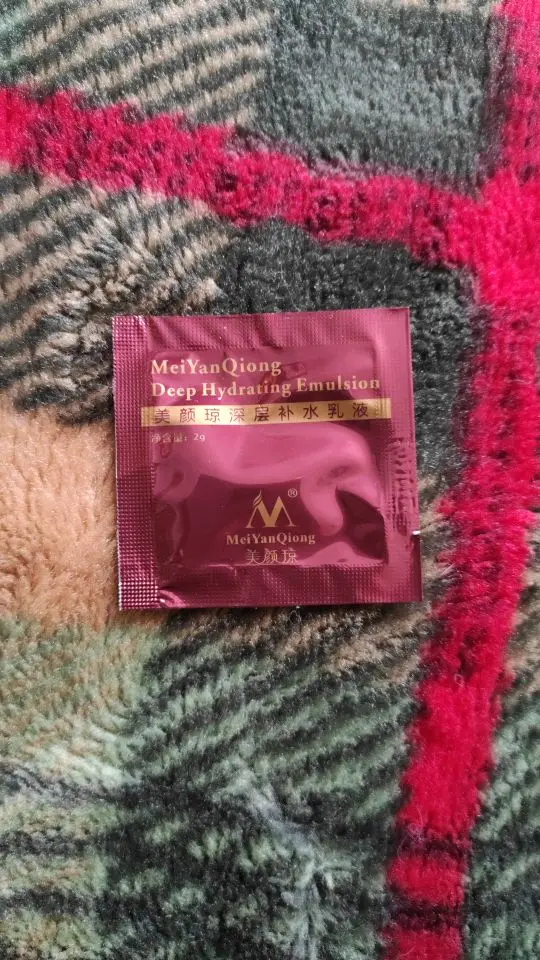 MeiYanQiong
Deep Hydrating Emulsion
美颜琼深层补水乳液
净含量：2g
®
MeiYanQiong
美颜琼